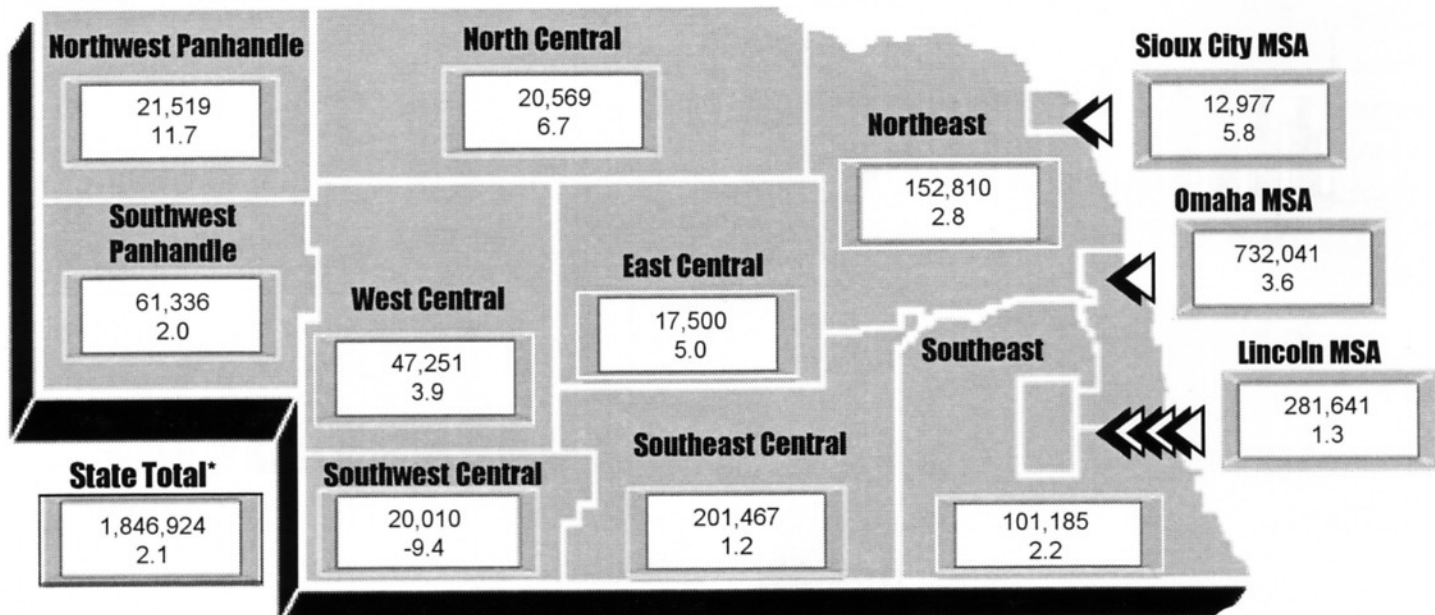 Northwest Panhandle
21,519
11.7
North Central
20,569
6.7
Sioux City MSA
12,977
5.8
Northeast
152,810
2.8
Southwest
Panhandle
61,336
2.0
West Central
47,251
3.9
East Central
17,500
5.0
Omaha MSA
732,041
3.6
Southeast
101,185
2.2
Lincoln MSA
281,641
1.3
State Total*
1,846,924
2.1
Southwest Central
20,010
-9.4
Southeast Central
201,467
1.2